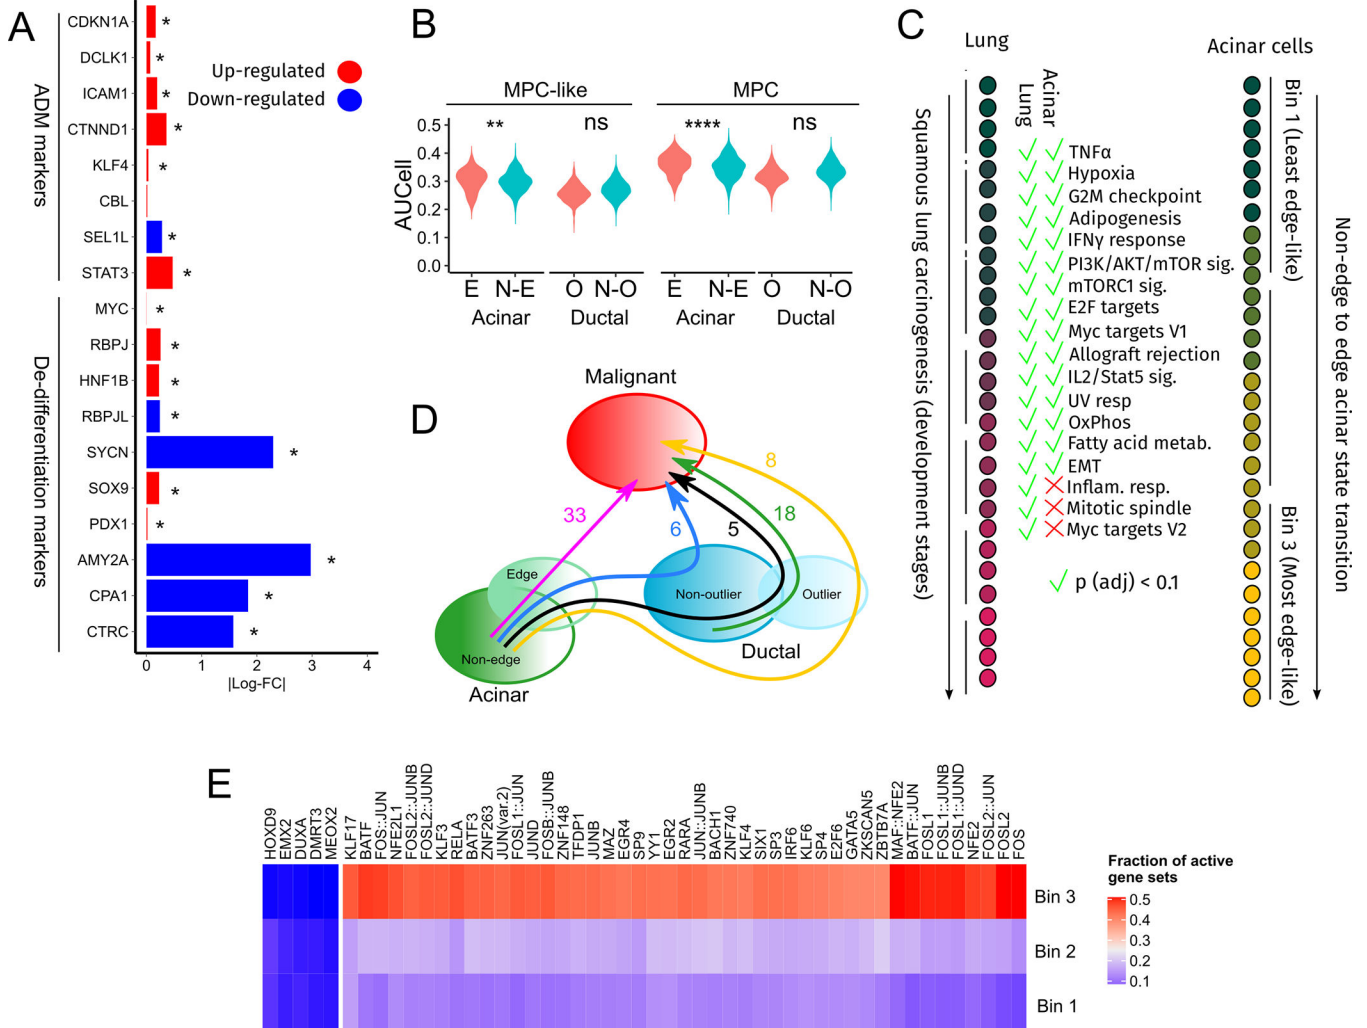 A
ADM markers
De-differentiation markers
CDKN1A *
DCLK1 *
ICAM1 *
CTNND1 *
KLF4 *
CBL
SEL1L *
STAT3 *
MYC *
RBPJ *
HNF1B *
RBPJL *
SYCN *
SOX9 *
PDX1 *
AMY2A *
CPA1 *
CTRC *
0 1 2 3 4
|Log-FC|
Up-regulated
Down-regulated
B
MPC-like MPC
** ns **** ns
AUCell
0.5
0.4
0.3
0.2
0.1
0.0
E N-E O N-O E N-E O N-O
Acinar Ductal Acinar Ductal
C
Lung
Acinar cells
Squamous lung carcinogenesis (development stages)
Lung
Acinar
TNFα
Hypoxia
G2M checkpoint
Adipogenesis
IFNγ response
PI3K/AKT/mTOR sig.
mTORC1 sig.
E2F targets
Myc targets V1
Allograft rejection
IL2/Stat5 sig.
UV resp
OxPhos
Fatty acid metab.
EMT
Inflam. resp.
Mitotic spindle
Myc targets V2
p (adj) < 0.1
Bin 1 (Least edge-like)
Bin 3 (Most edge-like)
Non-edge to edge acinar state transition
D
Malignant
33
6
5
18
8
Edge
Non-edge
Acinar
Non-outlier
Outlier
Ductal
E
HOXD9
EMX2
DUXA
DMRT3
MEOX2
KLF17
BATF
FOS::JUN
NFE2L1
FOSL2::JUNB
FOSL2::JUND
KLF3
RELA
BATF3
ZNF263
JUN(var.2)
FOSL1::JUN
JUND
FOSB::JUNB
ZNF148
TFDP1
JUNB
MAZ
EGR4
SP9
YY1
EGR2
RARA
JUN::JUNB
BACH1
ZNF740
KLF4
SIX1
SP3
IRF6
KLF6
SP4
E2F6
GATA5
ZKSCAN5
ZBTB7A
MAF::NFE2
BATF::JUN
FOSL1
FOSL1::JUNB
FOSL1::JUND
NFE2
FOSL2::JUN
FOSL2
FOS
Bin 3
Bin 2
Bin 1
Fraction of active
gene sets
0.5
0.4
0.3
0.2
0.1